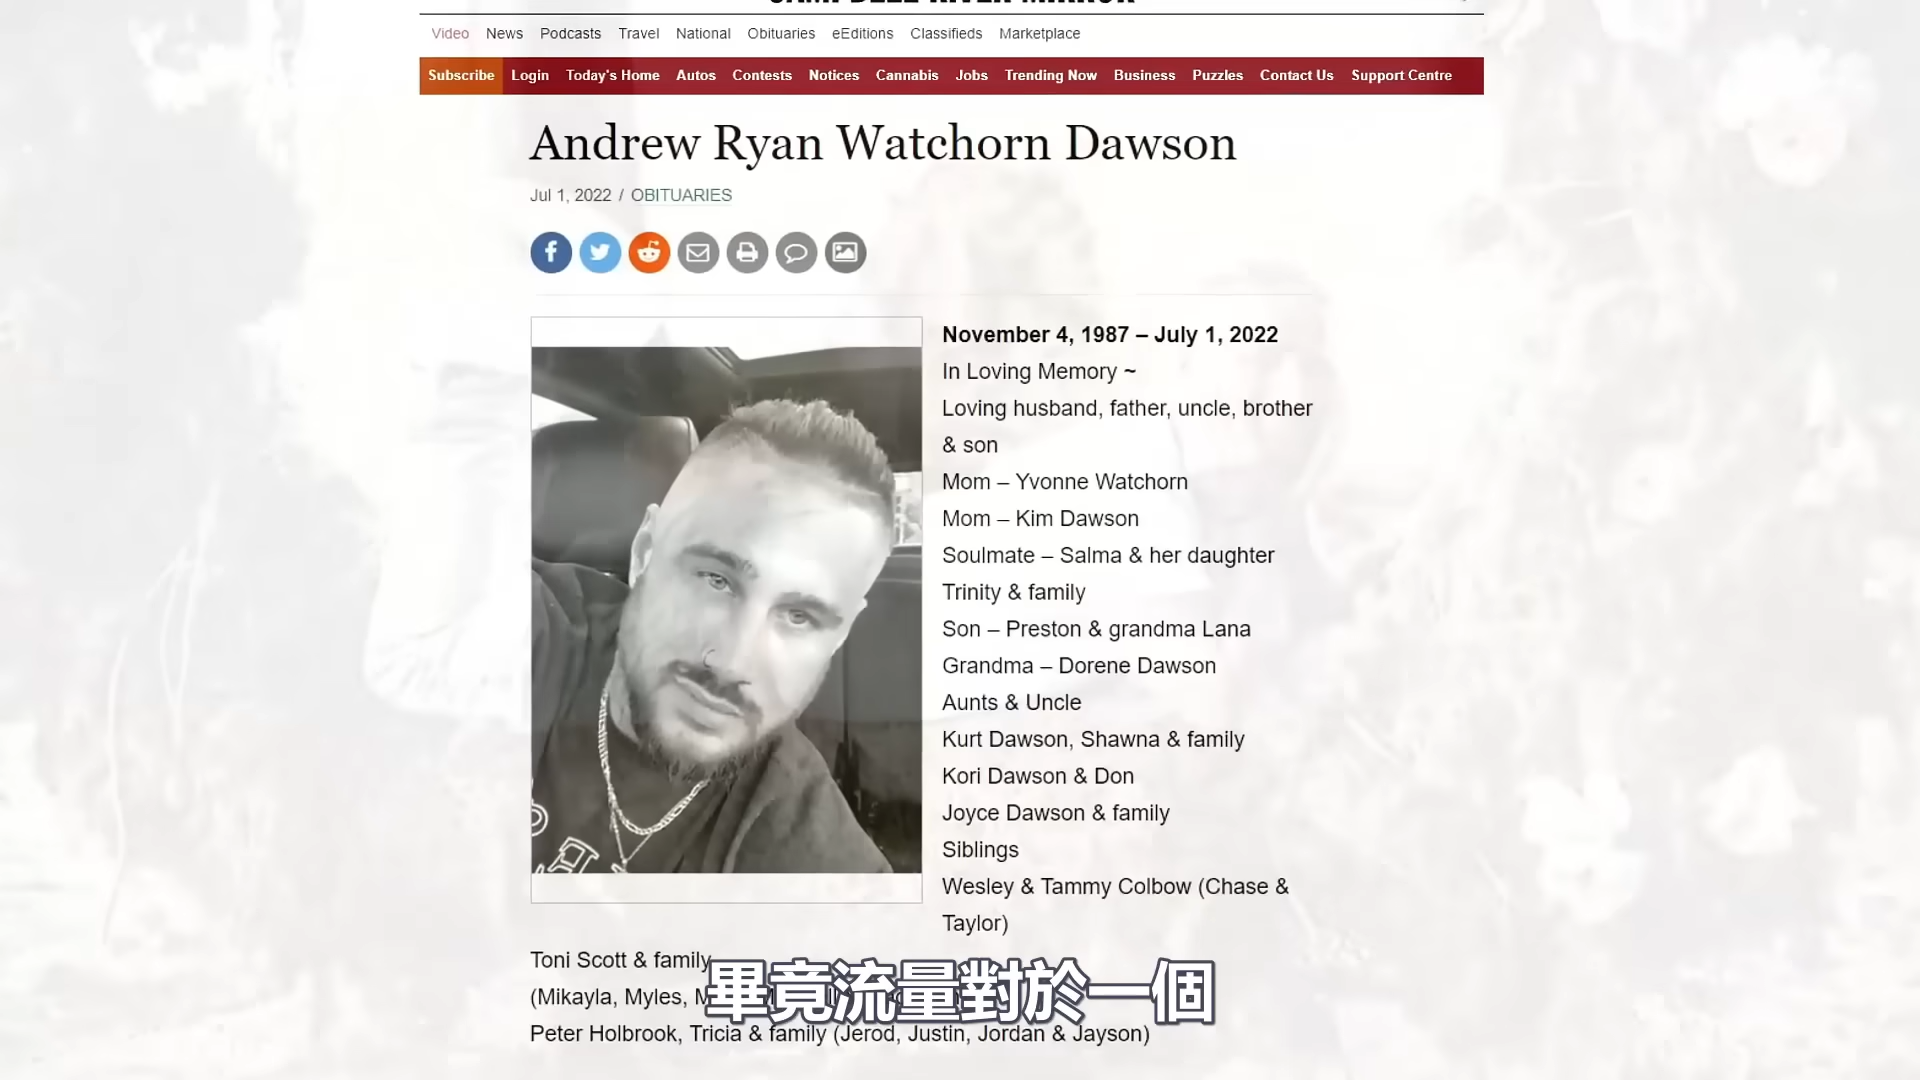 Video News Podcasts Travel National Obituaries eEditions Classifieds Marketplace
Subscribe Login Today's Home Autos Contests Notices Cannabis Jobs Trending Now Business Puzzles Contact Us Support Centre
Andrew Ryan Watchorn Dawson
Jul 1, 2022 / OBITUARIES
November 4, 1987 – July 1, 2022
In Loving Memory ~
Loving husband, father, uncle, brother
& son
Mom – Yvonne Watchorn
Mom – Kim Dawson
Soulmate – Salma & her daughter
Trinity & family
Son – Preston & grandma Lana
Grandma – Dorene Dawson
Aunts & Uncle
Kurt Dawson, Shawna & family
Kori Dawson & Don
Joyce Dawson & family
Siblings
Wesley & Tammy Colbow (Chase &
Taylor)
Toni Scott & family
(Mikayla, Myles,
畢竟流量對於一個
Peter Holbrook, Tricia & family (Jerod, Justin, Jordan & Jayson)